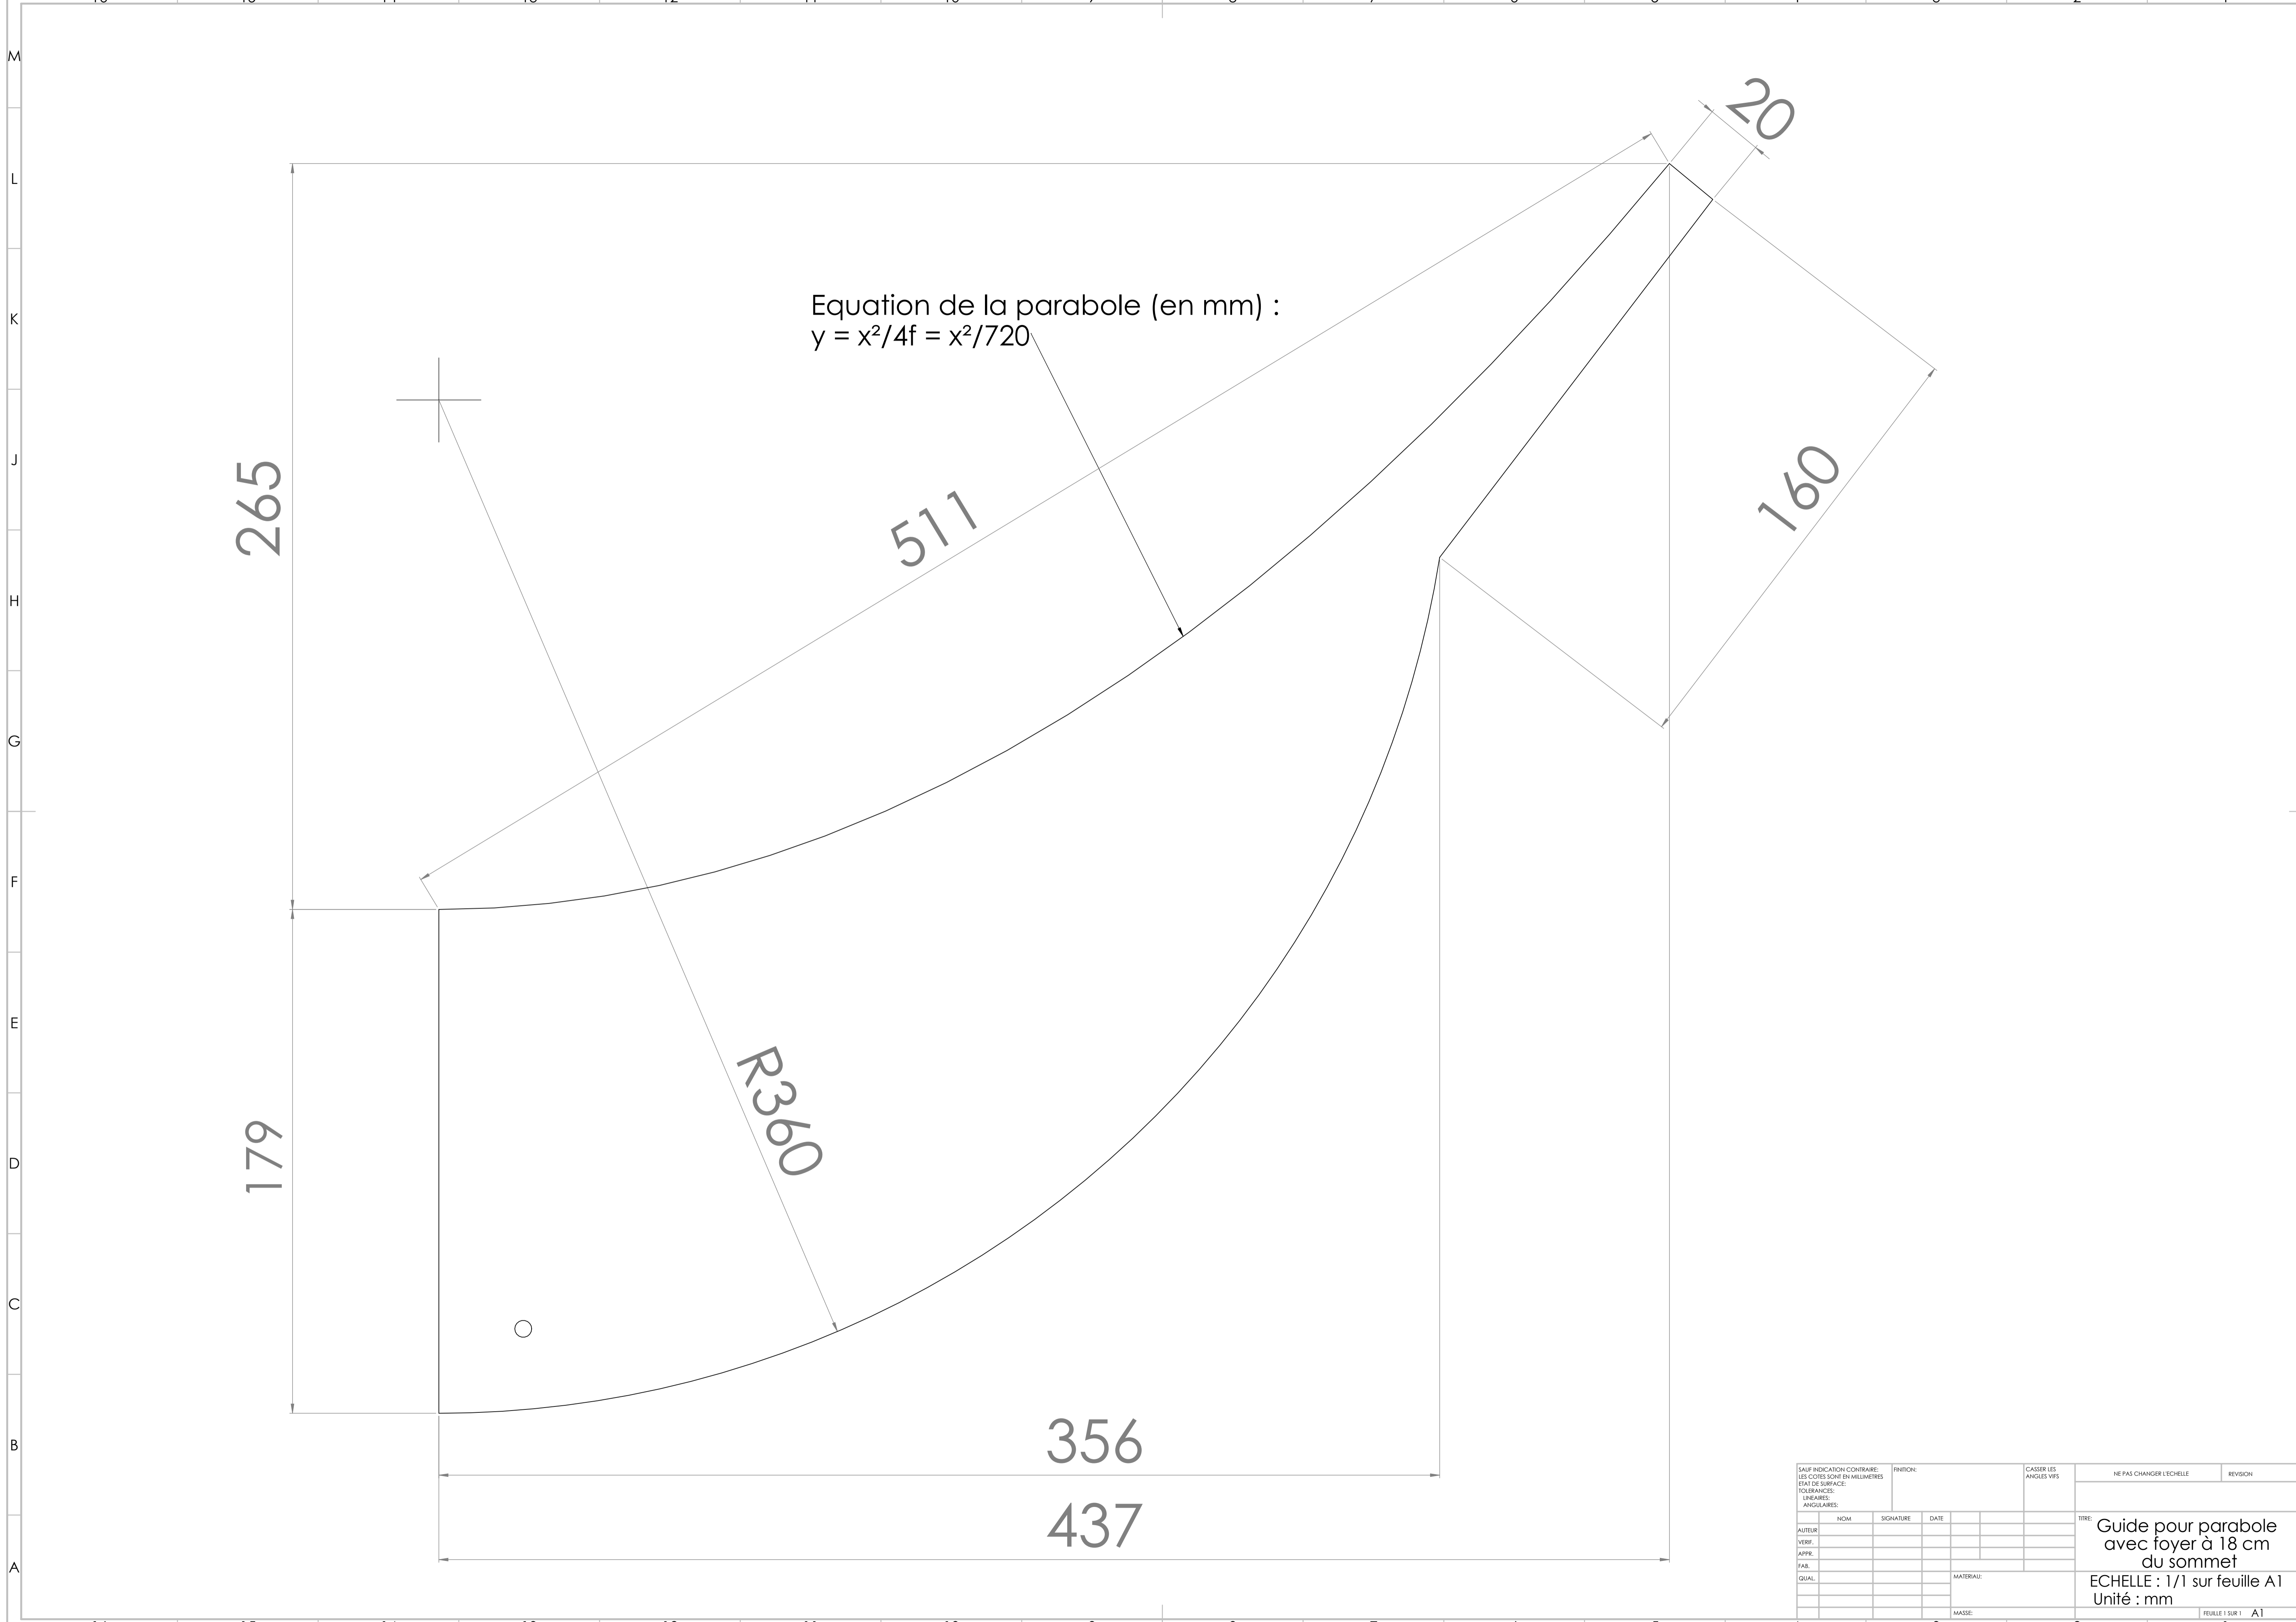 M
L
K
J
H
G
F
E
D
C
B
A
20
Equation de la parabole (en mm) :
y = x²/4f = x²/720
265
511
160
179
R360
356
437
SAUF INDICATION CONTRAIRE:
LES COTES SONT EN MILLIMETRES
ETAT DE SURFACE:
TOLERANCES:
LINEAIRES:
ANGULAIRES:
FINITION:
CASSER LES
ANGLES VIFS
NE PAS CHANGER L'ECHELLE
REVISION
NOM
SIGNATURE
DATE
AUTEUR
VERIF.
APPR.
FAB.
QUAL.
MATERIAU:
MASSE:
TITRE:
Guide pour parabole
avec foyer à 18 cm
du sommet
ECHELLE : 1/1 sur feuille A1
Unité : mm
FEUILLE 1 SUR 1
A1